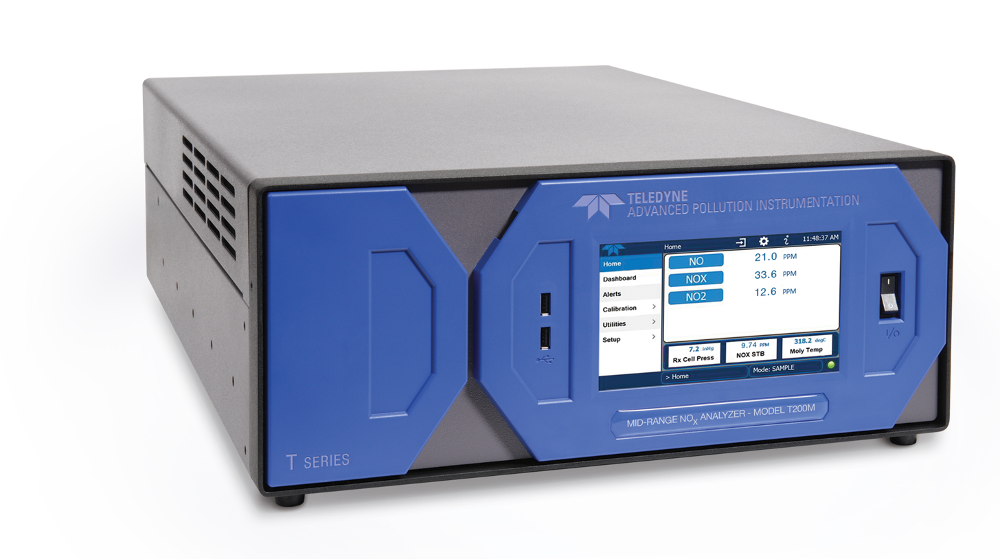 TELEDYNE
ADVANCED POLLUTION INSTRUMENTATION
Home
11:48:37 AM
Home
Dashboard
Alerts
Calibration >
Utilities >
Setup >
NO 21.0 PPM
NOX 33.6 PPM
NO2 12.6 PPM
7.2 inHg
Rx Cell Press
9.74 PPM
NOX STB
318.2 degC
Moly Temp
> Home
Mode: SAMPLE
I
O
I/O
MID-RANGE NOX ANALYZER - MODEL T200M
T SERIES